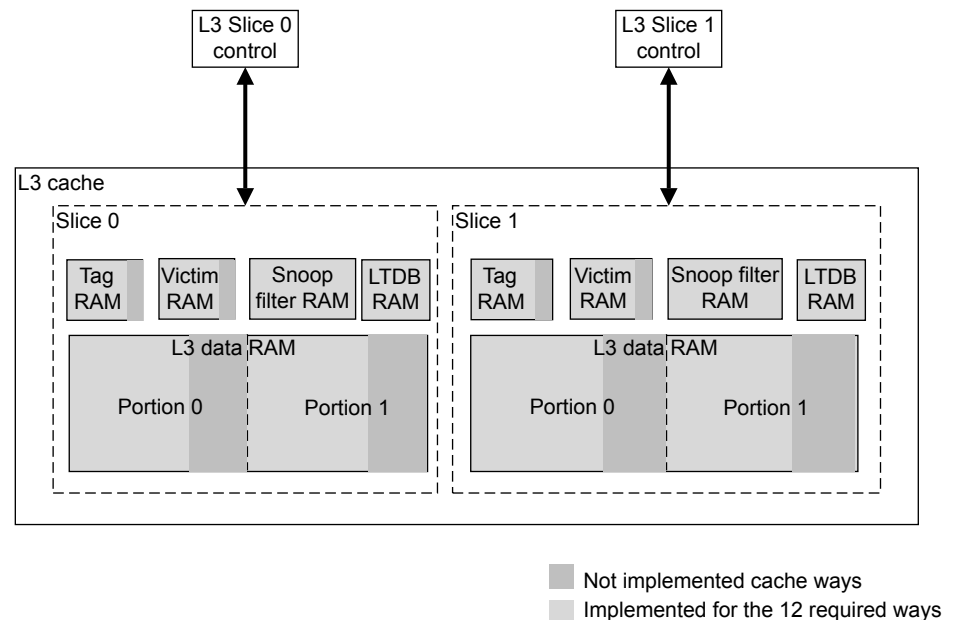 L3 Slice 0
control
L3 Slice 1
control
L3 cache
Slice 0
Tag
RAM
Victim
RAM
Snoop
filter RAM
LTDB
RAM
L3 data RAM
Portion 0
Portion 1
Slice 1
Tag
RAM
Victim
RAM
Snoop filter
RAM
LTDB
RAM
L3 data RAM
Portion 0
Portion 1
Not implemented cache ways
Implemented for the 12 required ways